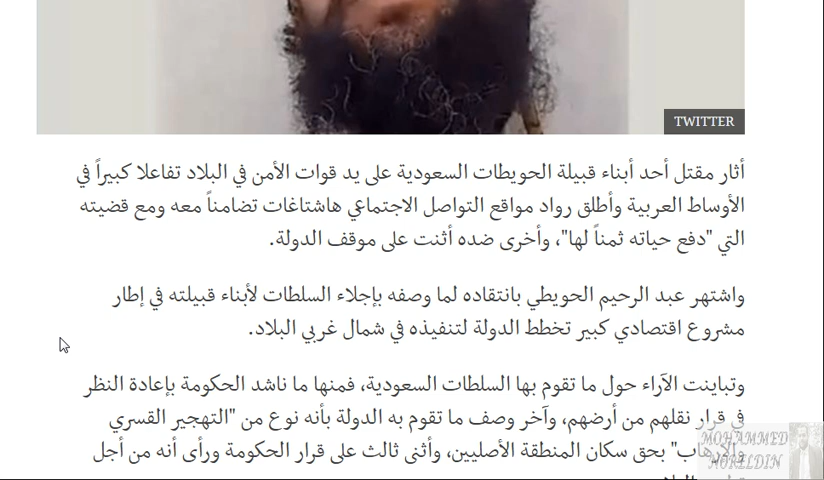 TWITTER
أثار مقتل أحد أبناء قبيلة الحويطات السعودية على يد قوات الأمن في البلاد تفاعلا كبيراً في
الأوساط العربية وأطلق رواد مواقع التواصل الاجتماعي هاشتاغات تضامناً معه ومع قضيته
التي "دفع حياته ثمناً لها"، وأخرى ضده أثنت على موقف الدولة.
واشتهر عبد الرحيم الحويطي بانتقاده لما وصفه بإجلاء السلطات لأبناء قبيلته في إطار
مشروع اقتصادي كبير تخطط الدولة لتنفيذه في شمال غربي البلاد.
وتباينت الآراء حول ما تقوم بها السلطات السعودية، فمنها ما ناشد الحكومة بإعادة النظر
في قرار نقلهم من أرضهم، وآخر وصف ما تقوم به الدولة بأنه نوع من "التهجير القسري
والإرهاب" بحق سكان المنطقة الأصليين، وأثنى ثالث على قرار الحكومة ورأى أنه من أجل
MOHAMMED
NORELDIN